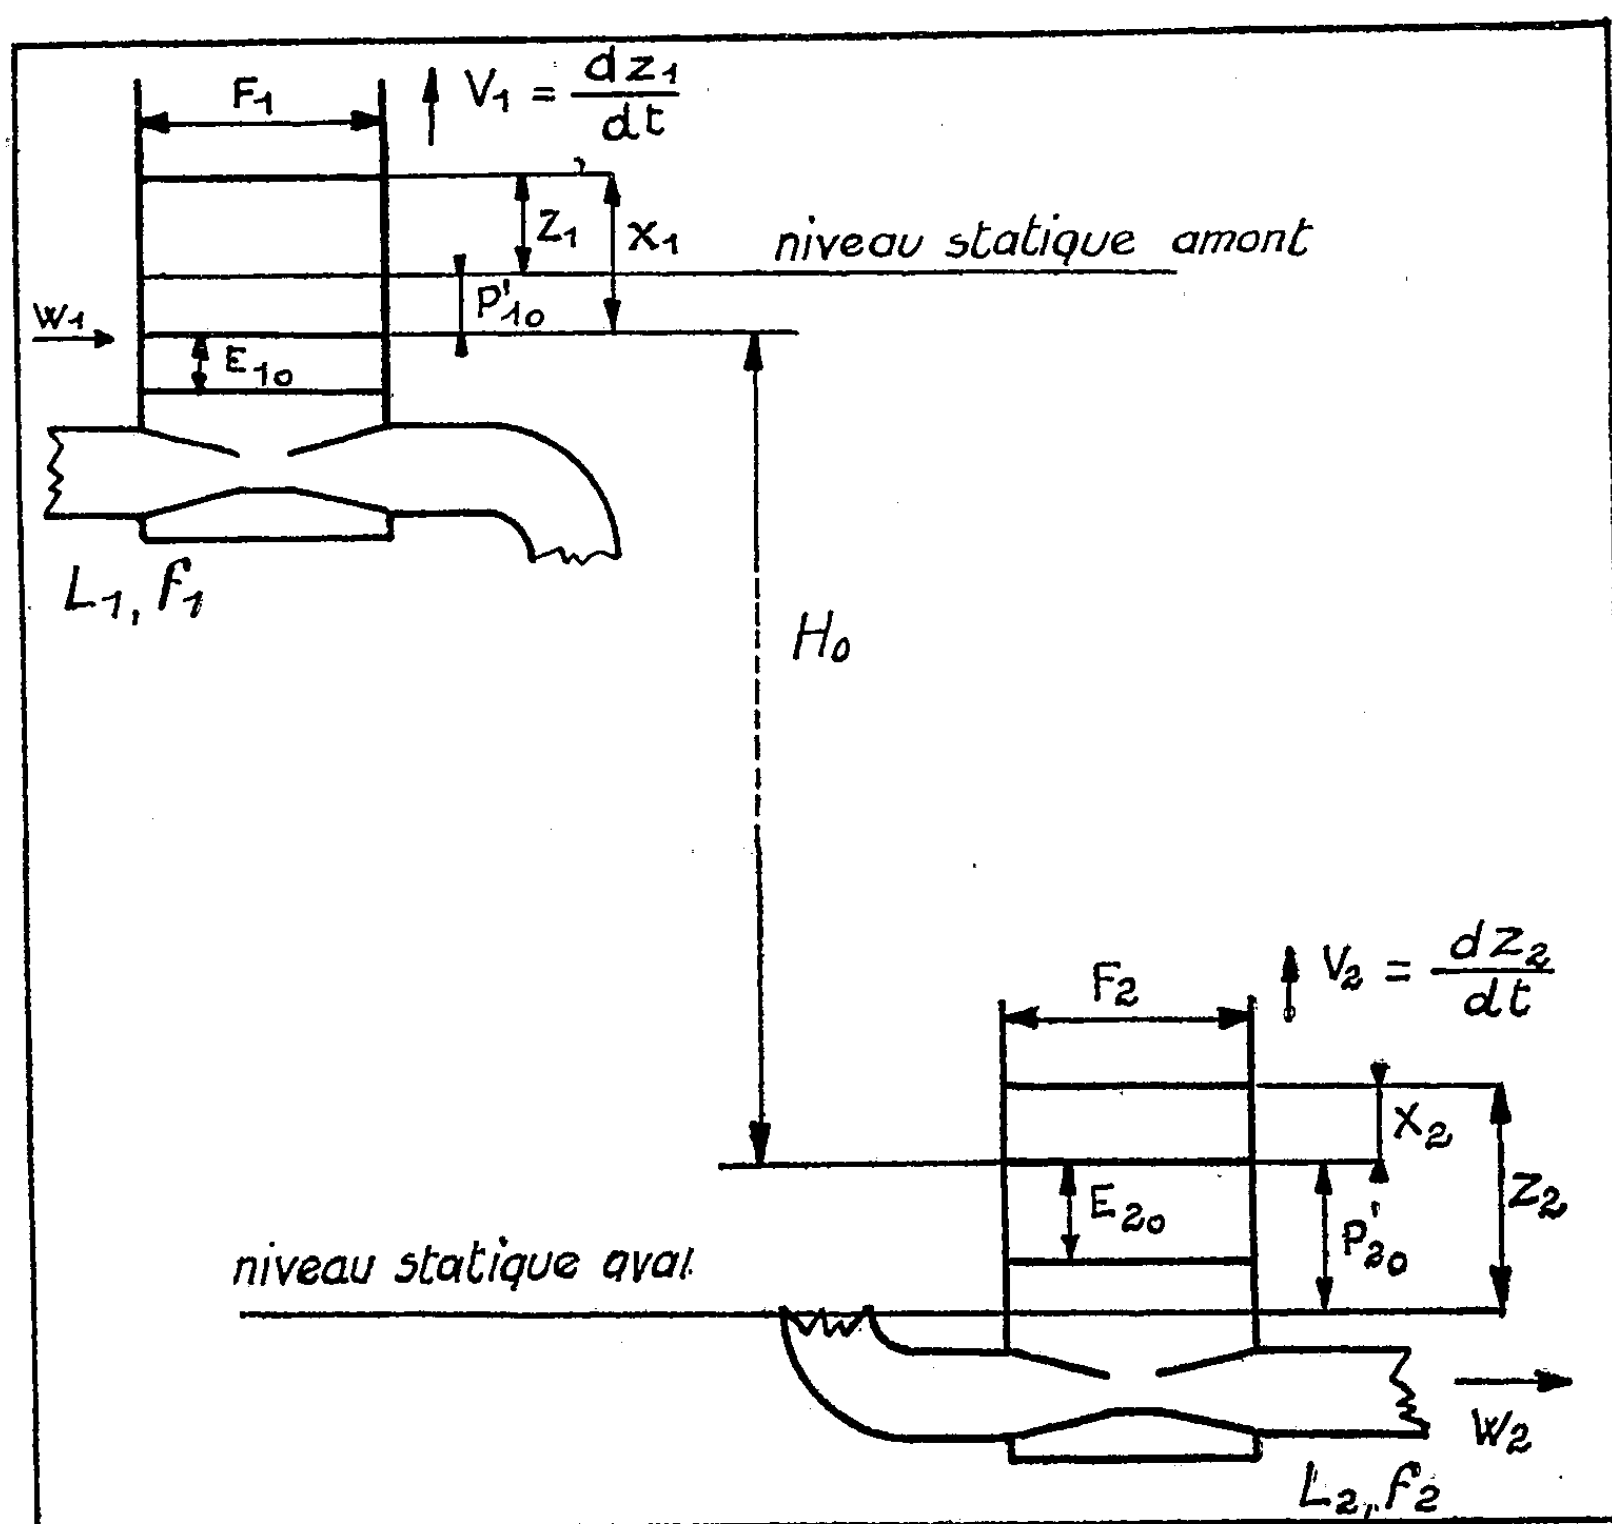 F₁
V₁ = dz₁/dt
z₁
x₁
niveau statique amont
P'₁₀
W₁
E₁₀
L₁, f₁
H₀
F₂
V₂ = dz₂/dt
x₂
E₂₀
P'₂₀
z₂
niveau statique aval
W₂
L₂, f₂